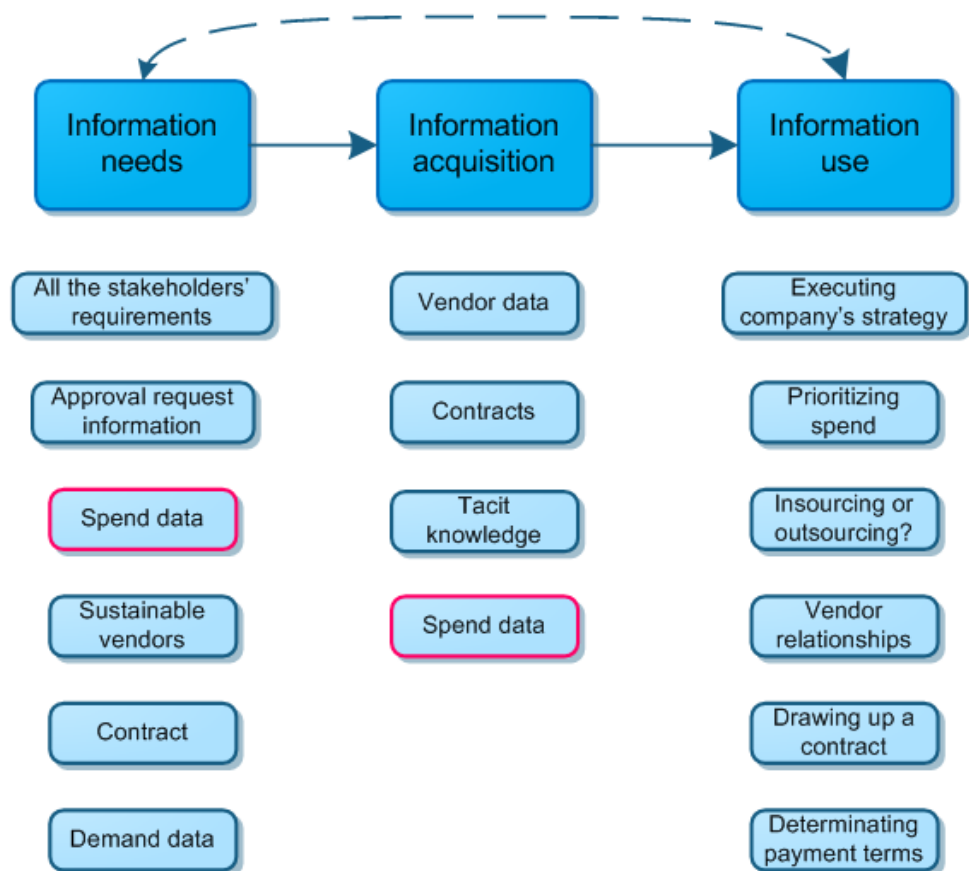 Information
needs
Information
acquisition
Information
use
All the stakeholders'
requirements
Approval request
information
Spend data
Sustainable
vendors
Contract
Demand data
Vendor data
Contracts
Tacit
knowledge
Spend data
Executing
company's strategy
Prioritizing
spend
Insourcing or
outsourcing?
Vendor
relationships
Drawing up a
contract
Determinating
payment terms